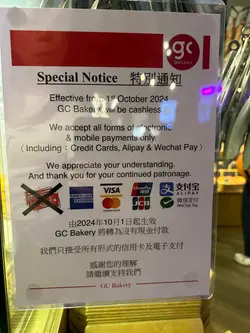 gc
BAKERY
Special Notice 特別通知
Effective from 1st October 2024
GC Bakery will be cashless.
We accept all forms of electronic
& mobile payments only.
(Including：Credit Cards, Alipay & Wechat Pay)
We appreciate your understanding.
And thank you for your continued patronage.
VISA
JCB
支付宝
ALIPAY
微信支付
WeChat Pay
由2024年10月1日起生效
GC Bakery 將轉為沒有現金付款
我們只接受所有形式的信用卡及電子支付
感謝您的理解
請繼續支持我們
GC Bakery